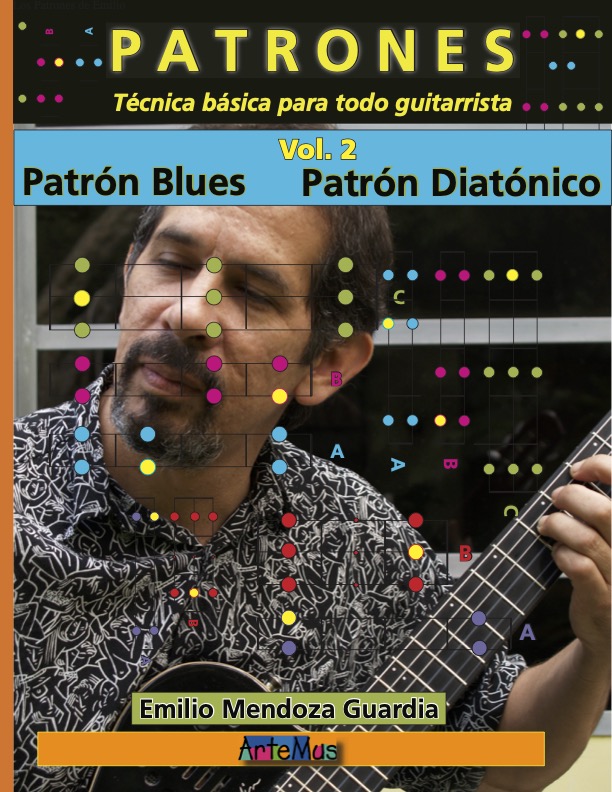 PATRONES
Técnica básica para todo guitarrista
Vol. 2
Patrón Blues Patrón Diatónico
B
A
C
B
A
A
B
C
B
A
B
Emilio Mendoza Guardia
ArteMus